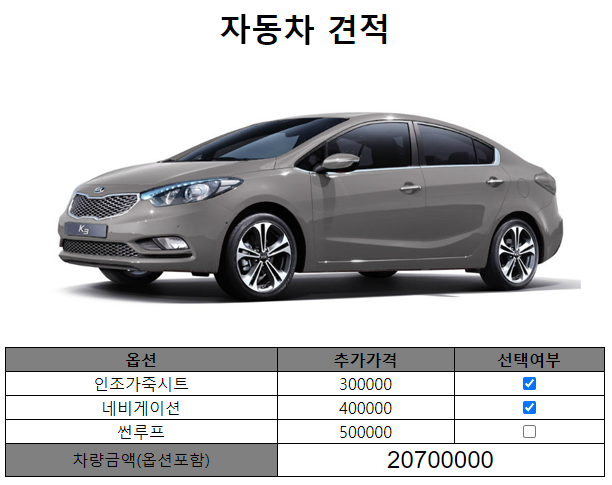 자동차 견적
KIA
K3
옵션 추가가격 선택여부
인조가죽시트 300000
네비게이션 400000
썬루프 500000
차량금액(옵션포함) 20700000